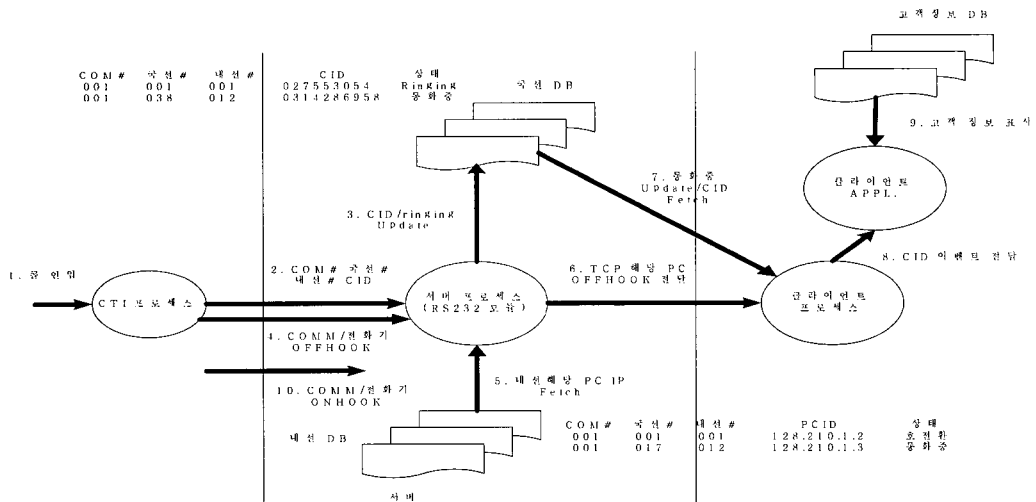 고객정보 DB
COM # 국선 # 내선 # CID 상태
001 001 001 027553054 Ringing
001 038 012 0314286958 통화중
국선 DB
9. 고객 정보 표시
클라이언트
APPL.
7. 통화중
Update/CID
Fetch
3. CID/ringing
Update
8. CID 이벤트 전달
1. 콜인입
CTI프로세스
2. COM# 국선#
내선# CID
서버 프로세스
(RS232 모듈)
6. TCP 해당 PC
OFFHOOK 전달
클라이언트
프로세스
4. COMM/전화기
OFFHOOK
10. COMM/전화기
ONHOOK
5. 내선해당 PC IP
Fetch
내선 DB
COM # 국선 # 내선 # PCID 상태
001 001 001 128.210.1.2 호전환
001 017 012 128.210.1.3 통화중
서버